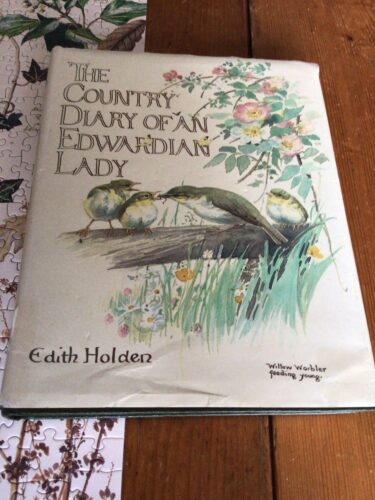 THE
COUNTRY
DIARY OF AN
EDWARDIAN
LADY
Edith Holden
Willow Warbler
feeding young.